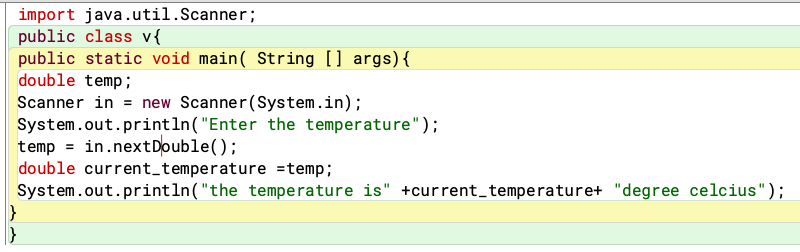 import java.util.Scanner;
public class v{
public static void main( String [] args){
double temp;
Scanner in = new Scanner(System.in);
System.out.println("Enter the temperature");
temp = in.nextDouble();
double current_temperature =temp;
System.out.println("the temperature is" +current_temperature+ "degree celcius");
}
}